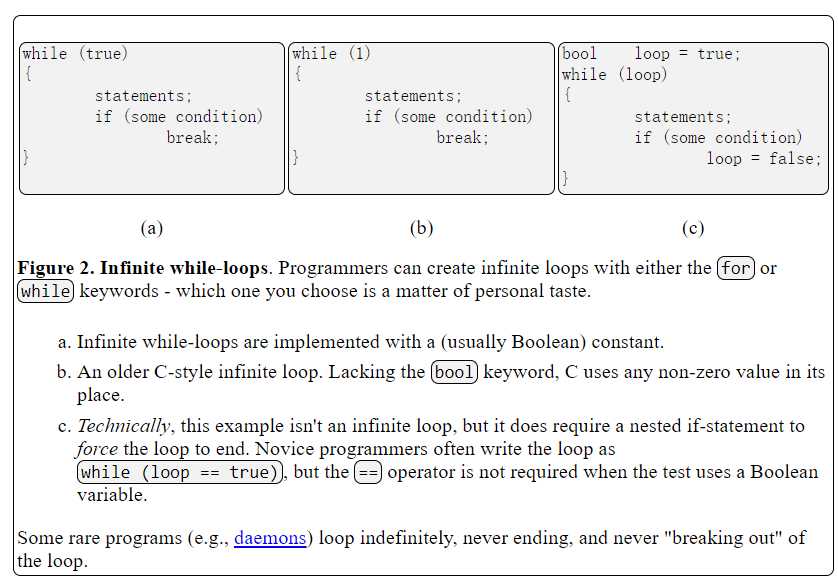 while (true)
{
        statements;
        if (some condition)
                break;
}
(a)
while (1)
{
        statements;
        if (some condition)
                break;
}
(b)
bool    loop = true;
while (loop)
{
        statements;
        if (some condition)
                loop = false;
}
(c)
Figure 2. Infinite while-loops. Programmers can create infinite loops with either the for or
while keywords - which one you choose is a matter of personal taste.
a. Infinite while-loops are implemented with a (usually Boolean) constant.
b. An older C-style infinite loop. Lacking the bool keyword, C uses any non-zero value in its
place.
c. Technically, this example isn't an infinite loop, but it does require a nested if-statement to
force the loop to end. Novice programmers often write the loop as
while (loop == true), but the == operator is not required when the test uses a Boolean
variable.
Some rare programs (e.g., daemons) loop indefinitely, never ending, and never "breaking out" of
the loop.